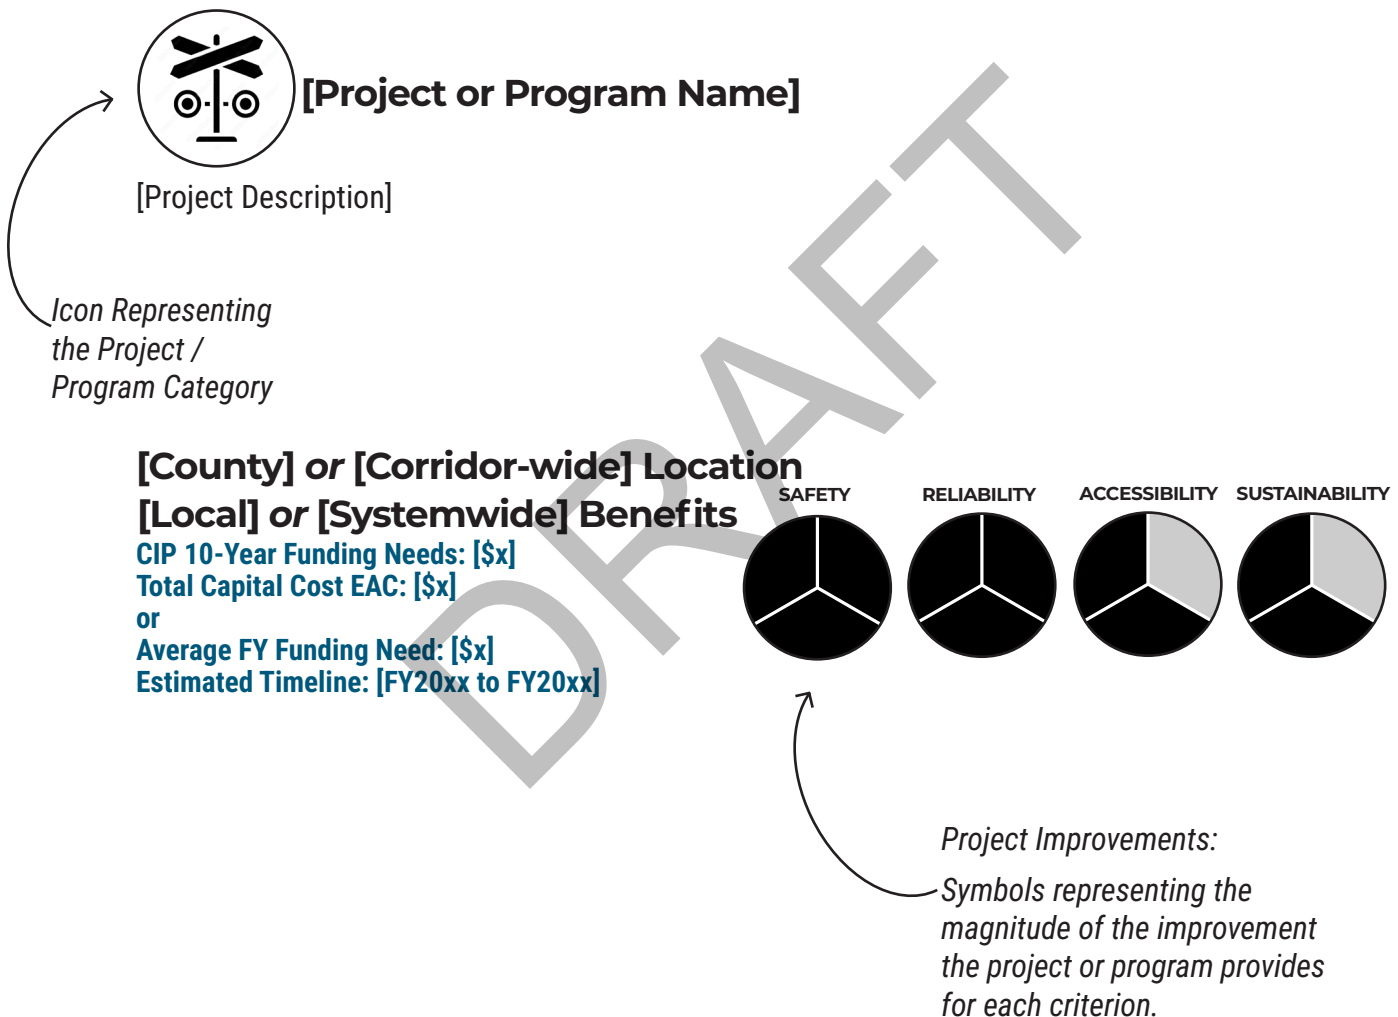 [Project or Program Name]
[Project Description]
Icon Representing
the Project /
Program Category
[County] or [Corridor-wide] Location
[Local] or [Systemwide] Benefits
CIP 10-Year Funding Needs: [$x]
Total Capital Cost EAC: [$x]
or
Average FY Funding Need: [$x]
Estimated Timeline: [FY20xx to FY20xx]
SAFETY
RELIABILITY
ACCESSIBILITY
SUSTAINABILITY
Project Improvements:
Symbols representing the
magnitude of the improvement
the project or program provides
for each criterion.
DRAFT